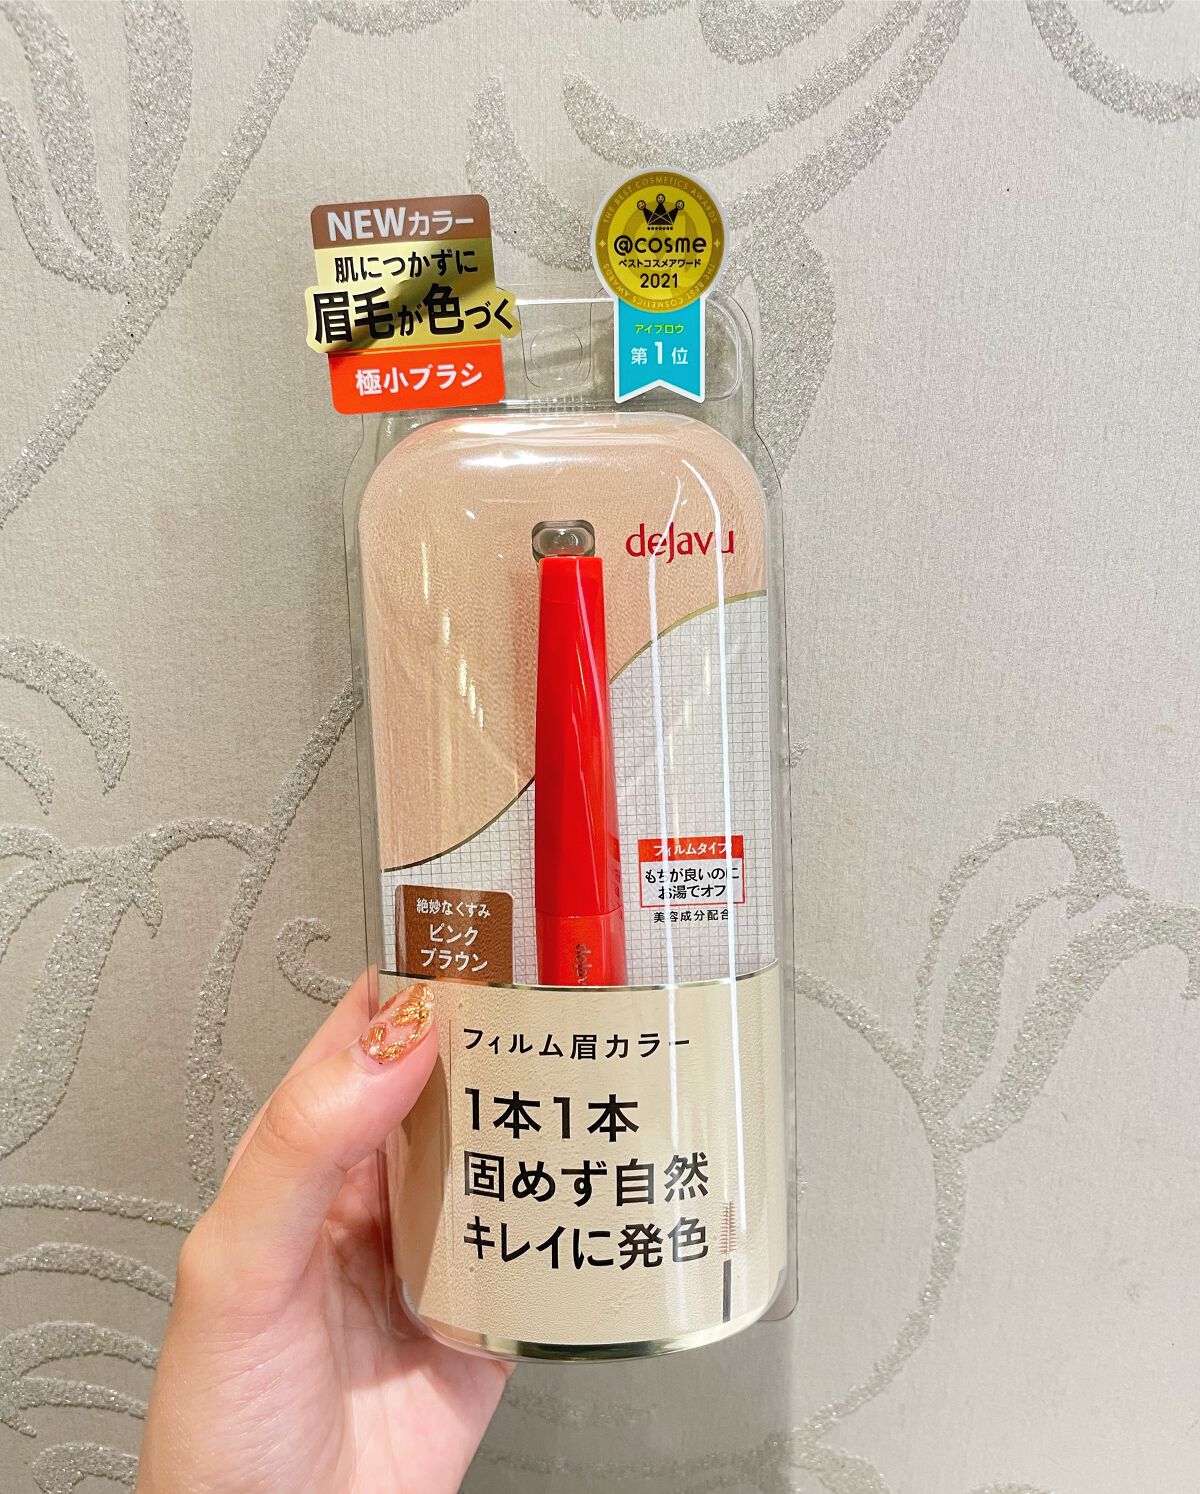 NEWカラー
肌につかずに
眉毛が色づく
極小ブラシ
THE BEST COSMETICS AWARDS
@cosme
ベストコスメアワード
2021
THE BEST COSMETICS AWARDS
アイブロウ
第1位
dejavu
フィルムタイプ
もちが良いのに
お湯でオフ
美容成分配合
絶妙なくすみ
ピンク
ブラウン
フィルム眉カラー
1本1本
固めず自然
キレイに発色